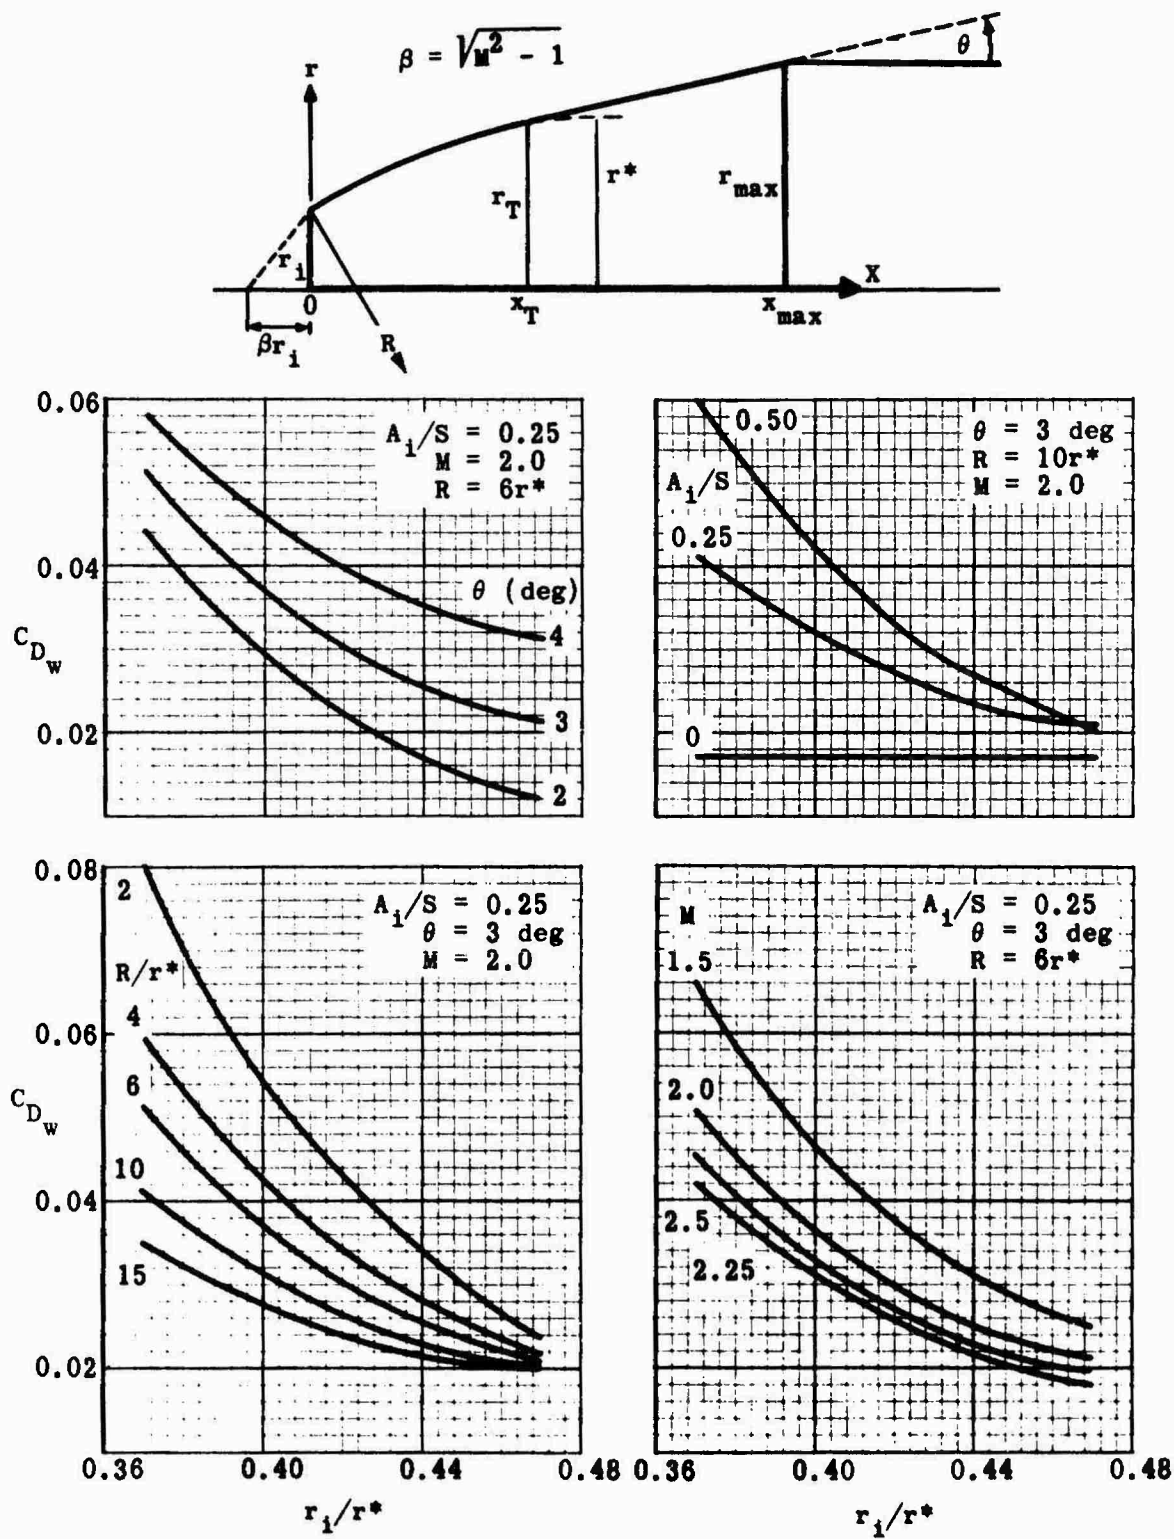 β = √M² - 1
r
θ
r*
r_T
r_max
r_i
X
0
x_T
x_max
βr_i
R
0.06
0.04
0.02
C_D_w
A_i/S = 0.25
M = 2.0
R = 6r*
θ (deg)
4
3
2
0.50
θ = 3 deg
R = 10r*
M = 2.0
A_i/S
0.25
0
0.08
0.06
0.04
0.02
C_D_w
2
A_i/S = 0.25
θ = 3 deg
M = 2.0
R/r*
4
6
10
15
0.36
0.40
0.44
0.48
r_i/r*
M
A_i/S = 0.25
θ = 3 deg
R = 6r*
1.5
2.0
2.5
2.25
0.36
0.40
0.44
0.48
r_i/r*